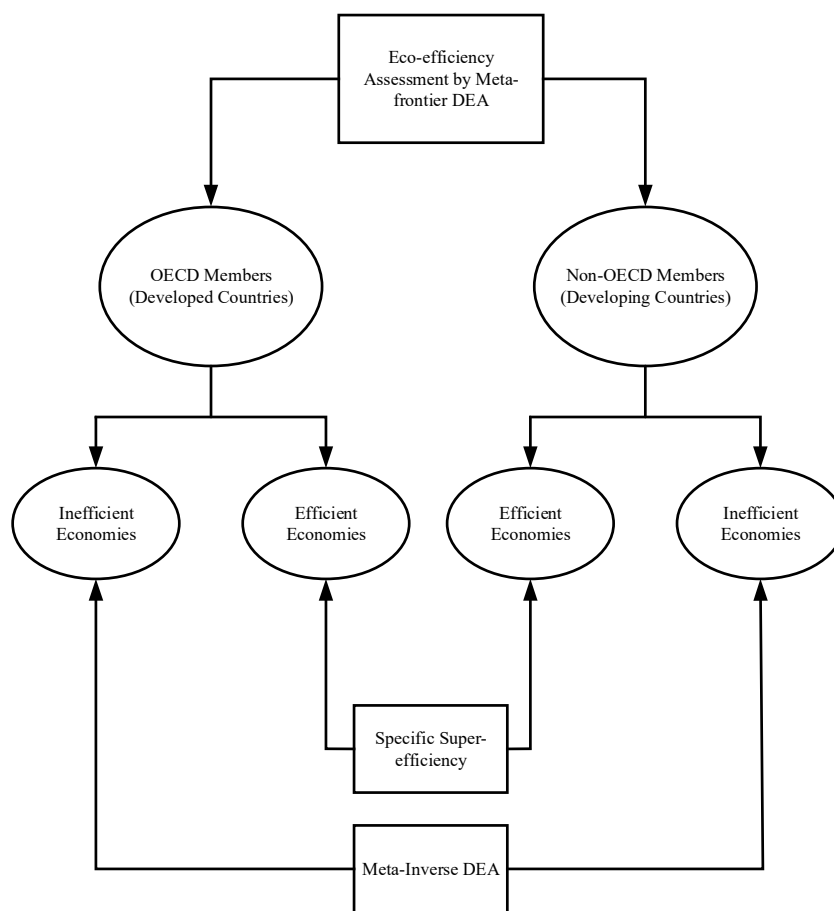 Eco-efficiency
Assessment by Meta-
frontier DEA
OECD Members
(Developed Countries)
Non-OECD Members
(Developing Countries)
Inefficient
Economies
Efficient
Economies
Efficient
Economies
Inefficient
Economies
Specific Super-
efficiency
Meta-Inverse DEA